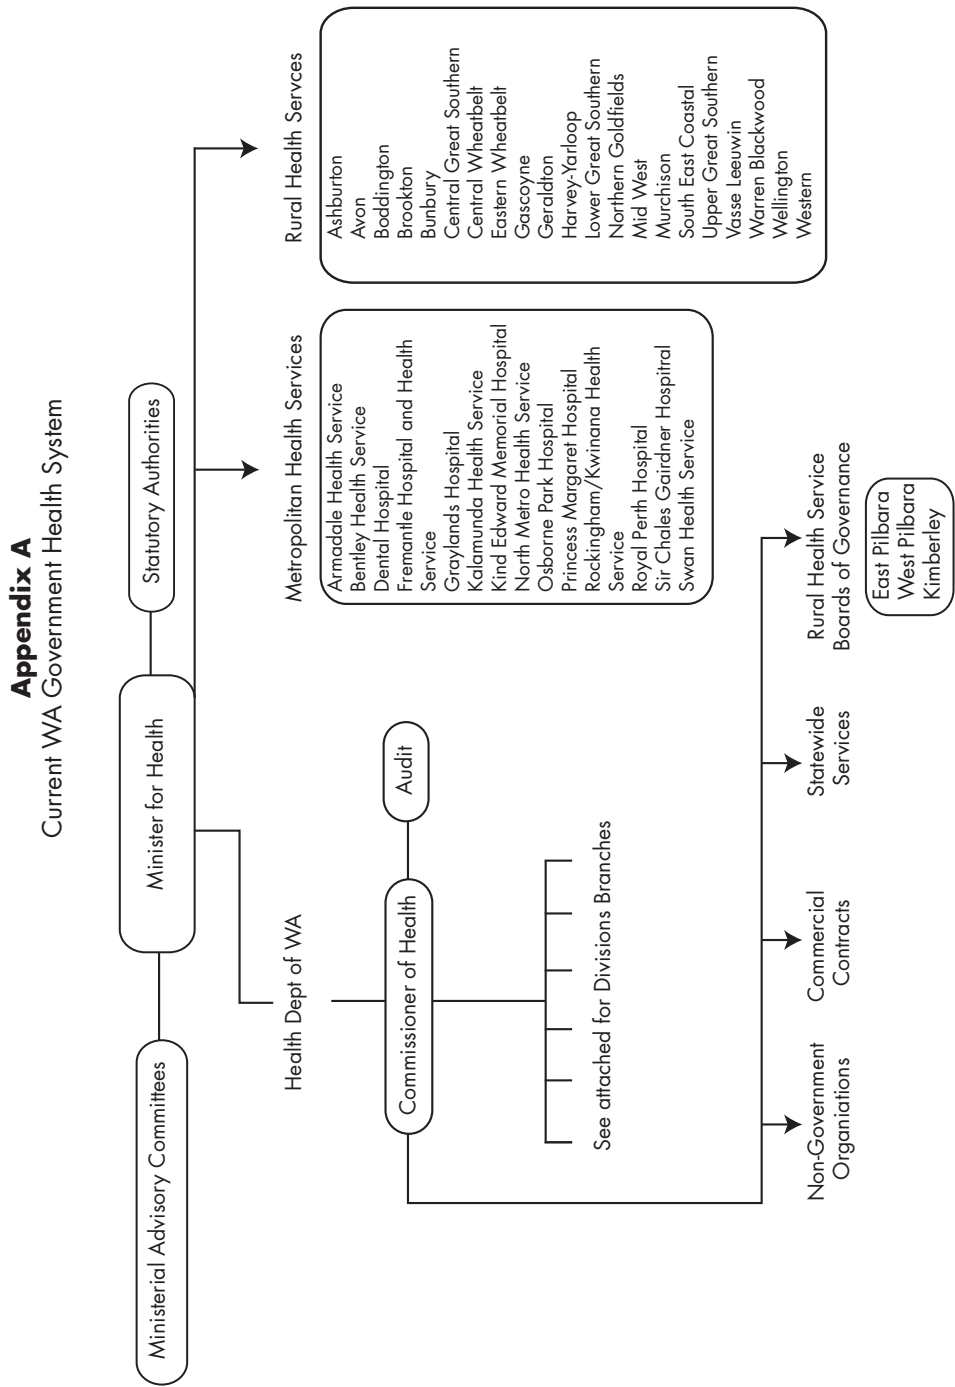 Appendix A
Current WA Government Health System
Ministerial Advisory Committees
Minister for Health
Statutory Authorities
Health Dept of WA
Metropolitan Health Services
Rural Health Servces
Commissioner of Health
Audit
See attached for Divisions Branches
Armadale Health Service
Bentley Health Service
Dental Hospital
Fremantle Hospital and Health
Service
Graylands Hospital
Kalamunda Health Service
Kind Edward Memorial Hospital
North Metro Health Service
Osborne Park Hospital
Princess Margaret Hospital
Rockingham/Kwinana Health
Service
Royal Perth Hospital
Sir Chales Gairdner Hospitral
Swan Health Service
Ashburton
Avon
Boddington
Brookton
Bunbury
Central Great Southern
Central Wheatbelt
Eastern Wheatbelt
Gascoyne
Geraldton
Harvey-Yarloop
Lower Great Southern
Northern Goldfields
Mid West
Murchison
South East Coastal
Upper Great Southern
Vasse Leeuwin
Warren Blackwood
Wellington
Western
Non-Government
Organiations
Commercial
Contracts
Statewide
Services
Rural Health Service
Boards of Governance
East Pilbara
West Pilbara
Kimberley